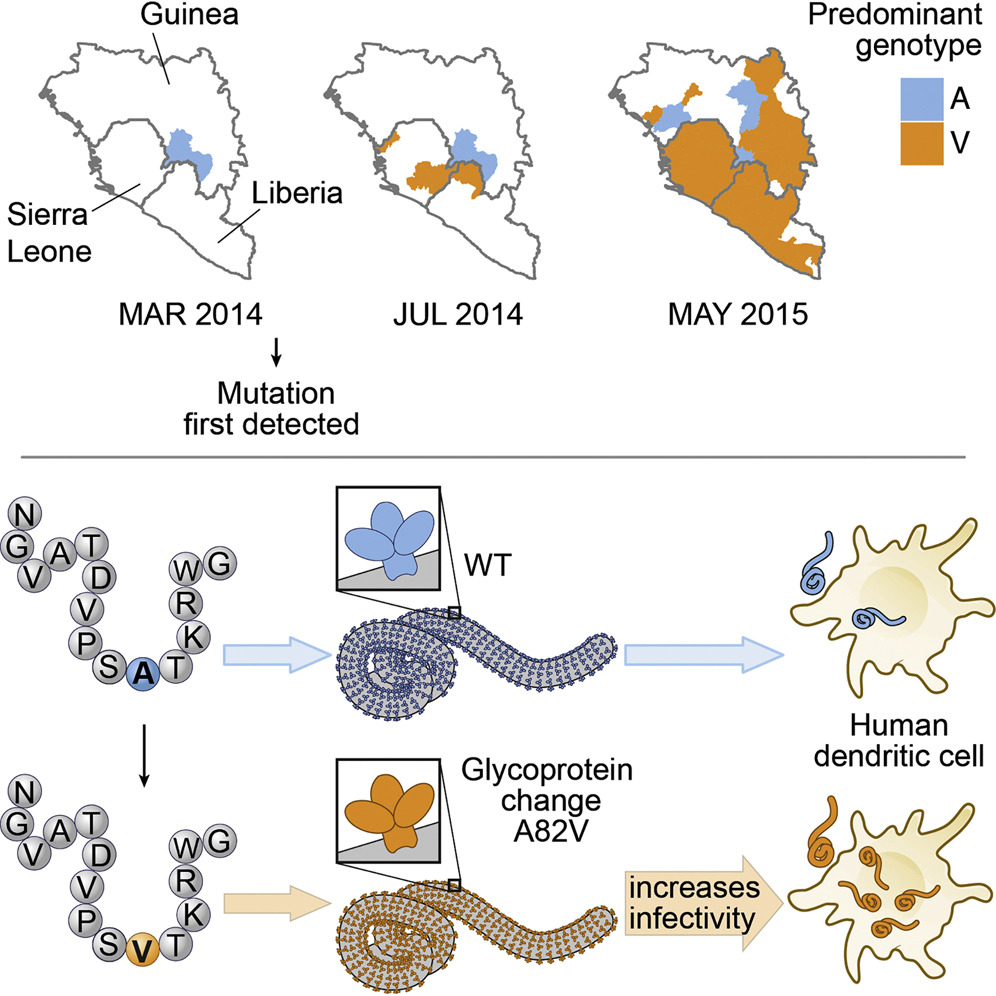 Guinea
Predominant
genotype
A
V
Sierra
Leone
Liberia
MAR 2014
JUL 2014
MAY 2015
Mutation
first detected
N
G
V
A
T
D
V
P
S
A
T
K
R
W
G
WT
Human
dendritic cell
N
G
V
A
T
D
V
P
S
V
T
K
R
W
G
Glycoprotein
change
A82V
increases
infectivity